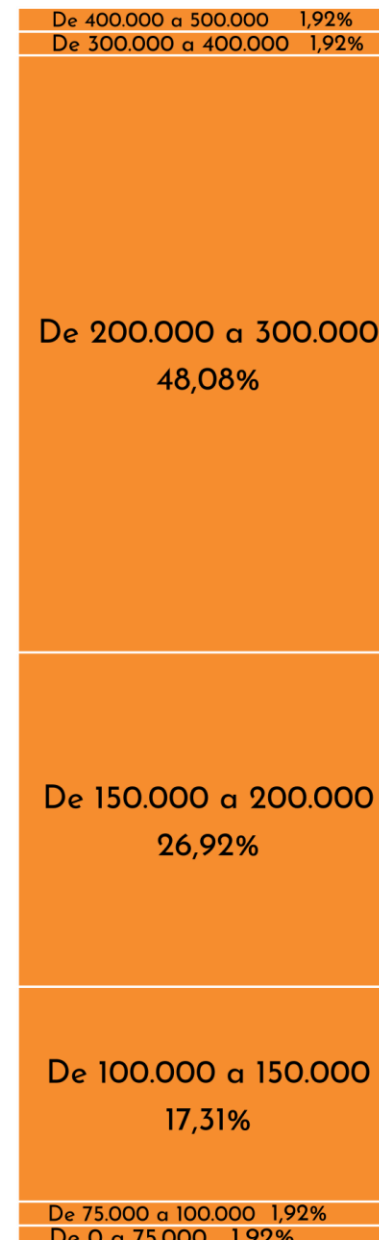 De 400.000 a 500.000 1,92%
De 300.000 a 400.000 1,92%
De 200.000 a 300.000
48,08%
De 150.000 a 200.000
26,92%
De 100.000 a 150.000
17,31%
De 75.000 a 100.000 1,92%
De 0 a 75.000 1,92%